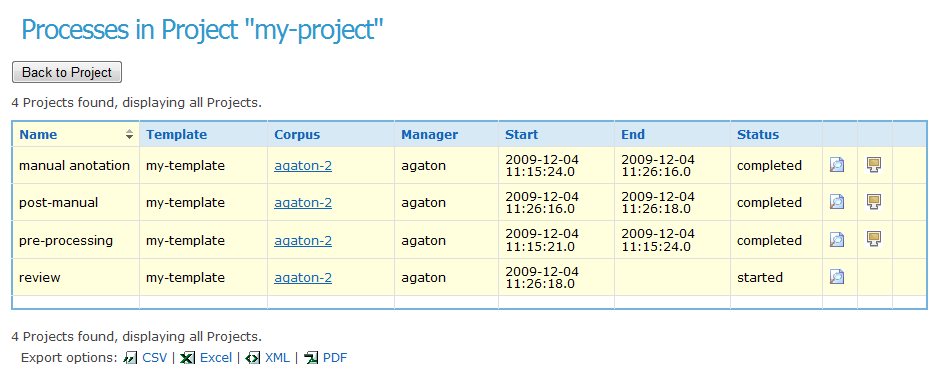 Processes in Project "my-project"
Back to Project
4 Projects found, displaying all Projects.
Name Template Corpus Manager Start End Status
manual anotation my-template agaton-2 agaton 2009-12-04 11:15:24.0 2009-12-04 11:26:16.0 completed
post-manual my-template agaton-2 agaton 2009-12-04 11:26:16.0 2009-12-04 11:26:18.0 completed
pre-processing my-template agaton-2 agaton 2009-12-04 11:15:21.0 2009-12-04 11:15:24.0 completed
review my-template agaton-2 agaton 2009-12-04 11:26:18.0 started
4 Projects found, displaying all Projects.
Export options: CSV | Excel | XML | PDF